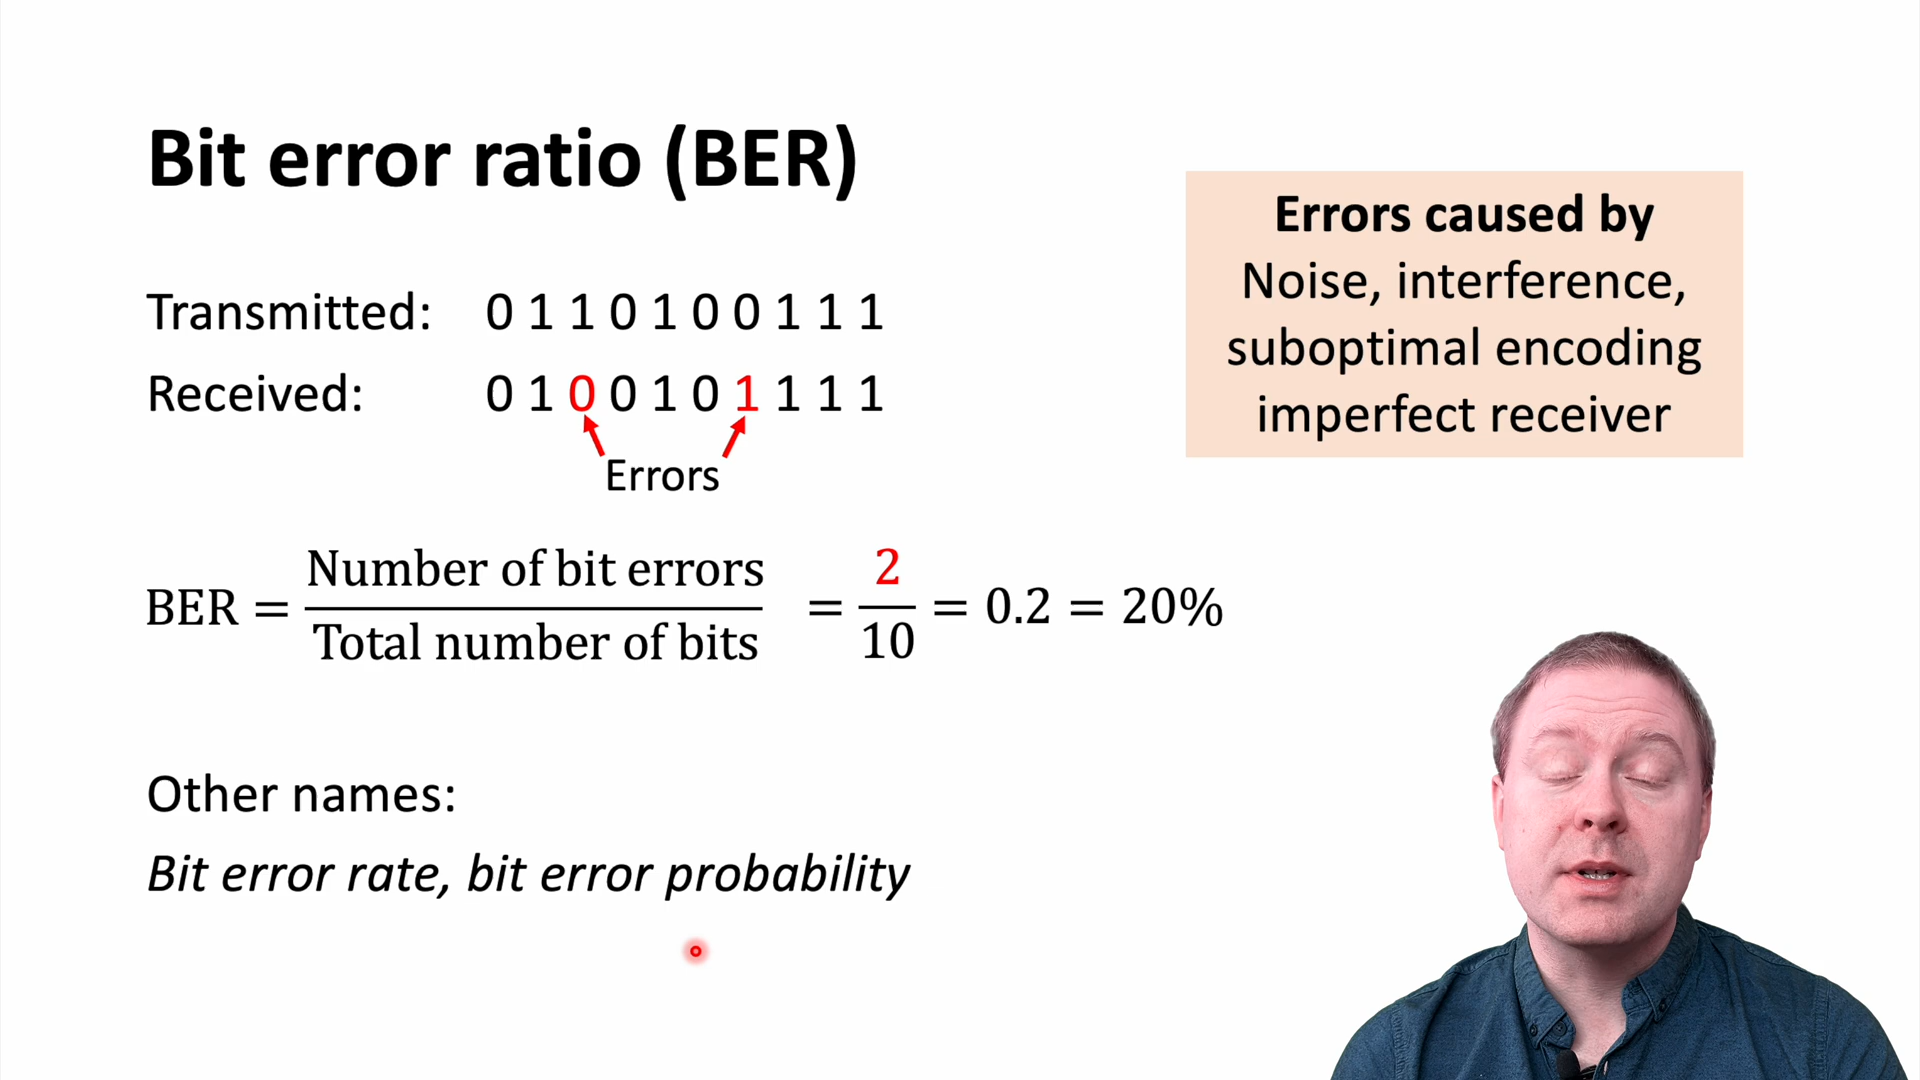 Bit error ratio (BER)
Errors caused by
Noise, interference,
suboptimal encoding
imperfect receiver
Transmitted: 0 1 1 0 1 0 0 1 1 1
Received: 0 1 0 0 1 0 1 1 1 1
Errors
BER = Number of bit errors / Total number of bits = 2/10 = 0.2 = 20%
Other names:
Bit error rate, bit error probability